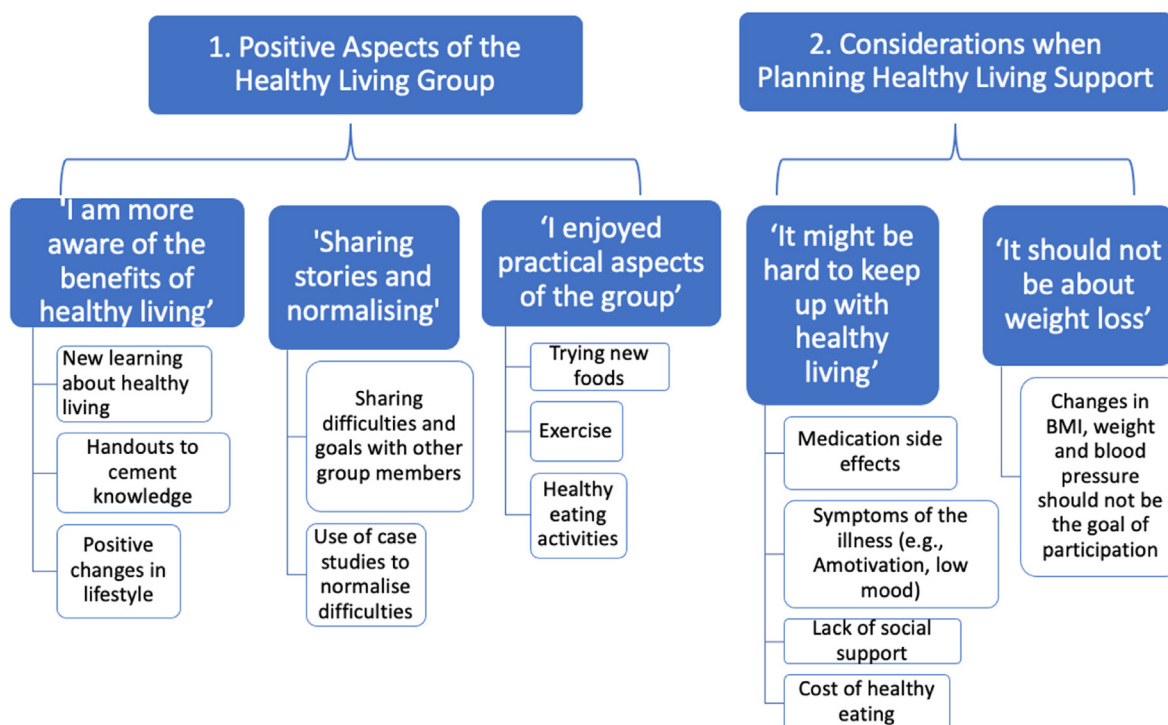 1. Positive Aspects of the
Healthy Living Group
2. Considerations when
Planning Healthy Living Support
'I am more
aware of the
benefits of
healthy living’
New learning
about healthy
living
Handouts to
cement
knowledge
Positive
changes in
lifestyle
'Sharing
stories and
normalising'
Sharing
difficulties and
goals with other
group members
Use of case
studies to
normalise
difficulties
‘I enjoyed
practical aspects
of the group’
Trying new
foods
Exercise
Healthy
eating
activities
‘It might be
hard to keep
up with
healthy
living’
Medication side
effects
Symptoms of the
illness (e.g.,
Amotivation, low
mood)
Lack of social
support
Cost of healthy
eating
‘It should not
be about
weight loss’
Changes in
BMI, weight
and blood
pressure
should not be
the goal of
participation